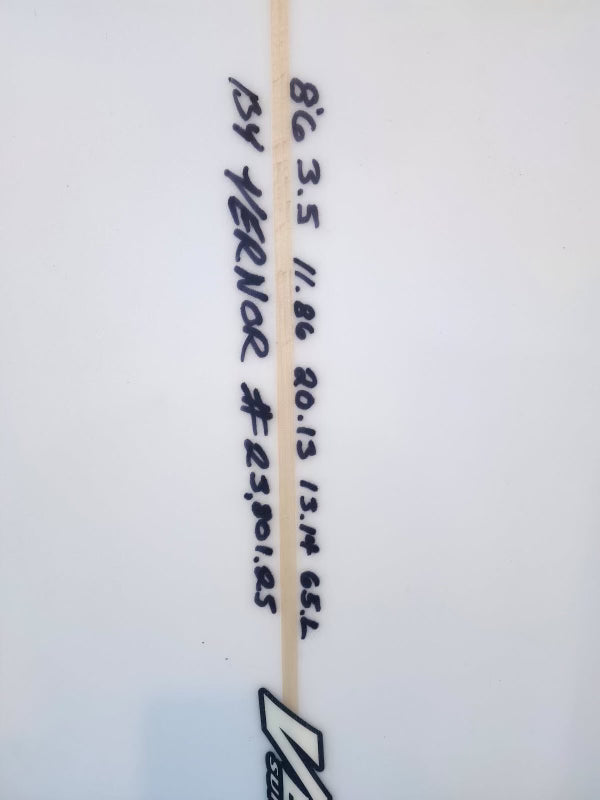 8'6 3.5 11.86 20.13 13.14 65.L
BY VERNOR #23,801.25